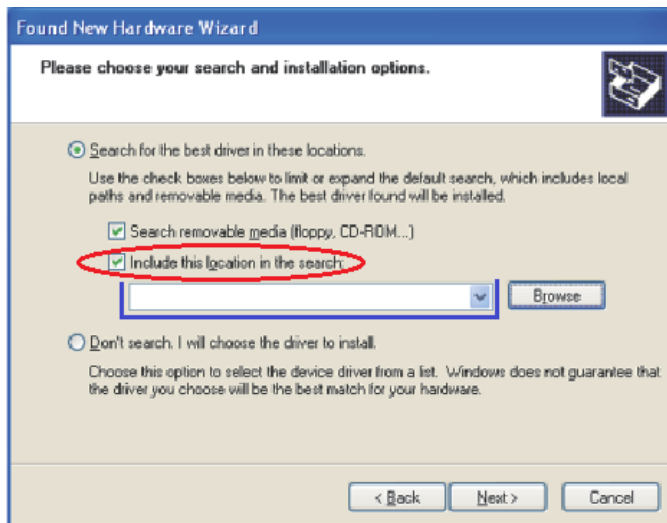 Found New Hardware Wizard
Please choose your search and installation options.
Search for the best driver in these locations.
Use the check boxes below to limit or expand the default search, which includes local
paths and removable media. The best driver found will be installed.
Search removable media (floppy, CD-ROM...)
Include this location in the search:
Browse
Don't search. I will choose the driver to install.
Choose this option to select the device driver from a list. Windows does not guarantee that
the driver you choose will be the best match for your hardware.
< Back
Next >
Cancel